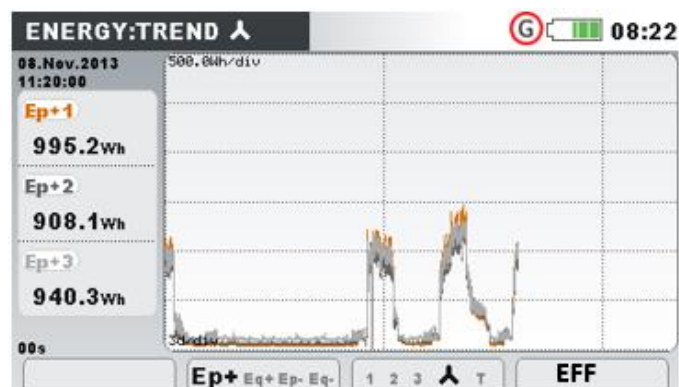 ENERGY:TREND
G 08:22
08.Nov.2013
11:20:00
500.0Wh/div
Ep+1
995.2Wh
Ep+2
908.1Wh
Ep+3
940.3Wh
3d/div
00s
Ep+ Eq+ Ep- Eq-
1 2 3 T
EFF